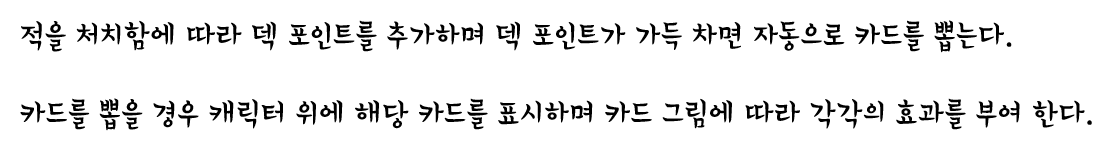 적을 처치함에 따라 덱 포인트를 추가하며 덱 포인트가 가득 차면 자동으로 카드를 뽑는다.
카드를 뽑을 경우 캐릭터 위에 해당 카드를 표시하며 카드 그림에 따라 각각의 효과를 부여 한다.